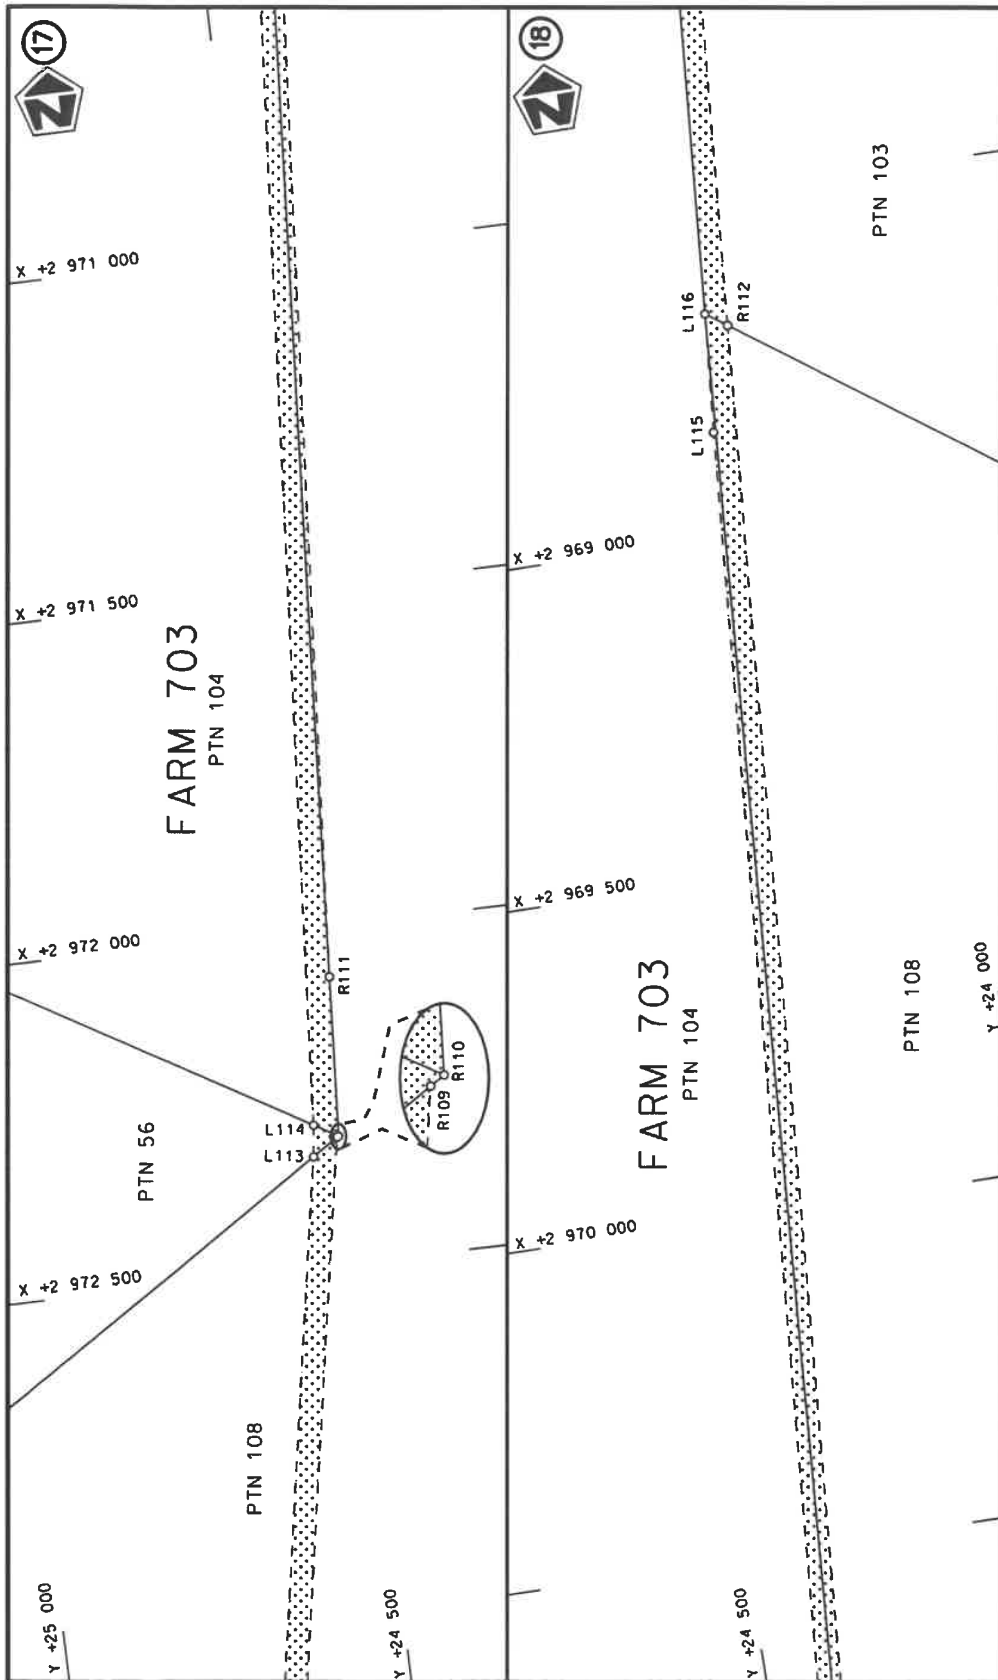 17
N
X +2 971 000
X +2 971 500
FARM 703
PTN 104
X +2 972 000
R111
R110
R109
L114
L113
PTN 56
X +2 972 500
PTN 108
Y +25 000
Y +24 500
18
N
PTN 103
L116
R112
L115
X +2 969 000
X +2 969 500
FARM 703
PTN 104
PTN 108
Y +24 000
X +2 970 000
Y +24 500